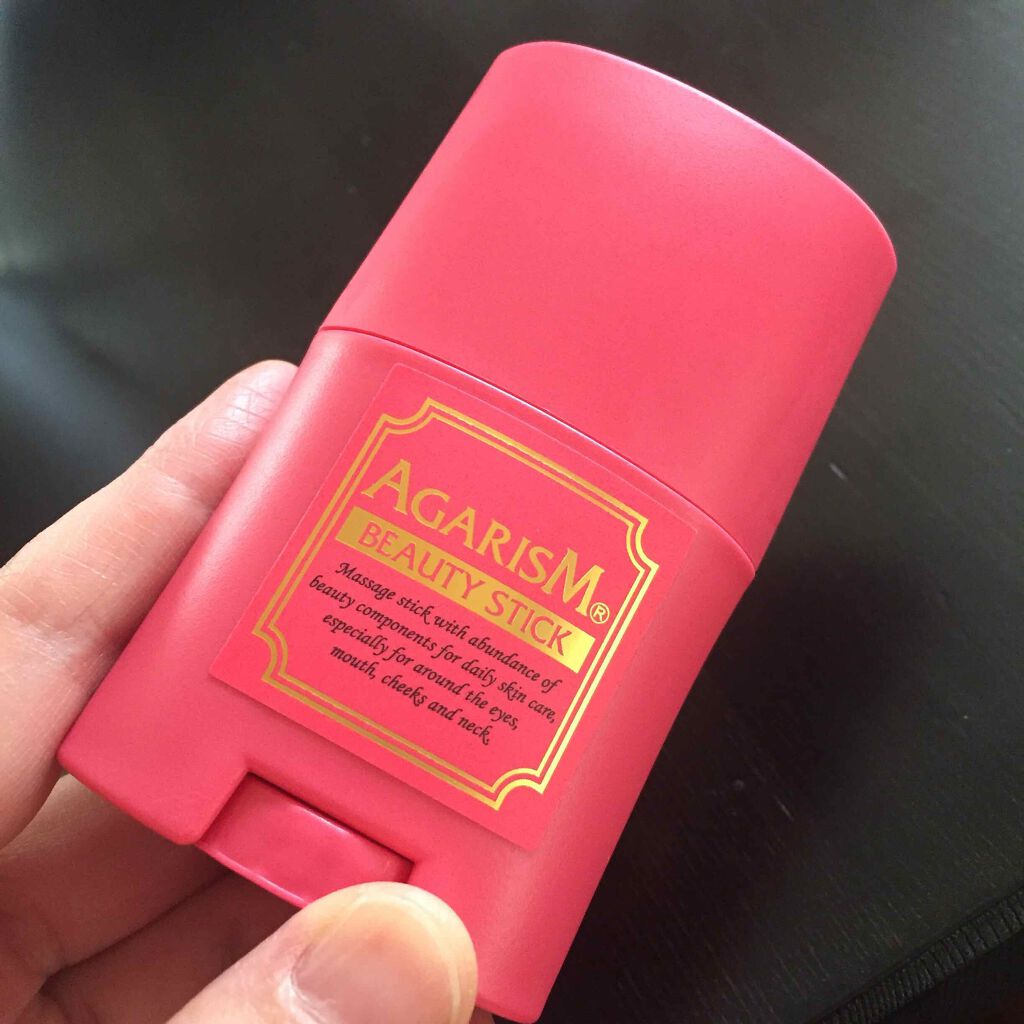 AGARISM®
BEAUTY STICK
Massage stick with abundance of
beauty components for daily skin care,
especially for around the eyes,
mouth, cheeks and neck.